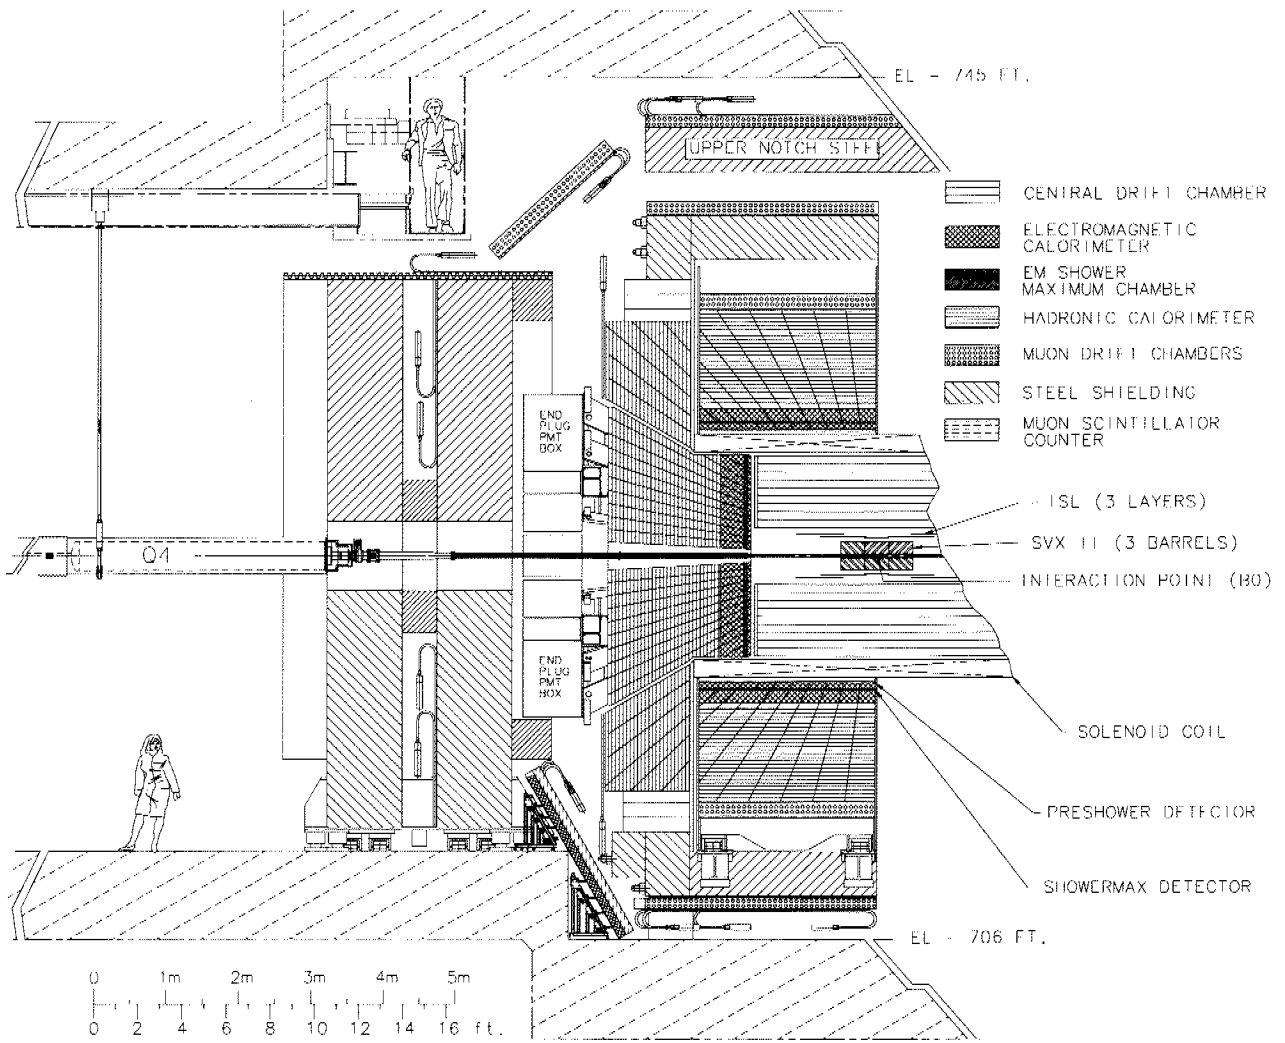 EL - 745 FT.
UPPER NOTCH STEEL
CENTRAL DRIFT CHAMBER
ELECTROMAGNETIC
CALORIMETER
EM SHOWER
MAXIMUM CHAMBER
HADRONIC CALORIMETER
MUON DRIFT CHAMBERS
STEEL SHIELDING
MUON SCINTILLATOR
COUNTER
END
PLUG
PMT
BOX
ISL (3 LAYERS)
SVX II (3 BARRELS)
INTERACTION POINT (B0)
Q4
END
PLUG
PMT
BOX
SOLENOID COIL
PRESHOWER DETECTOR
SHOWERMAX DETECTOR
EL - 706 FT.
0 1m 2m 3m 4m 5m
0 2 4 6 8 10 12 14 16 ft.